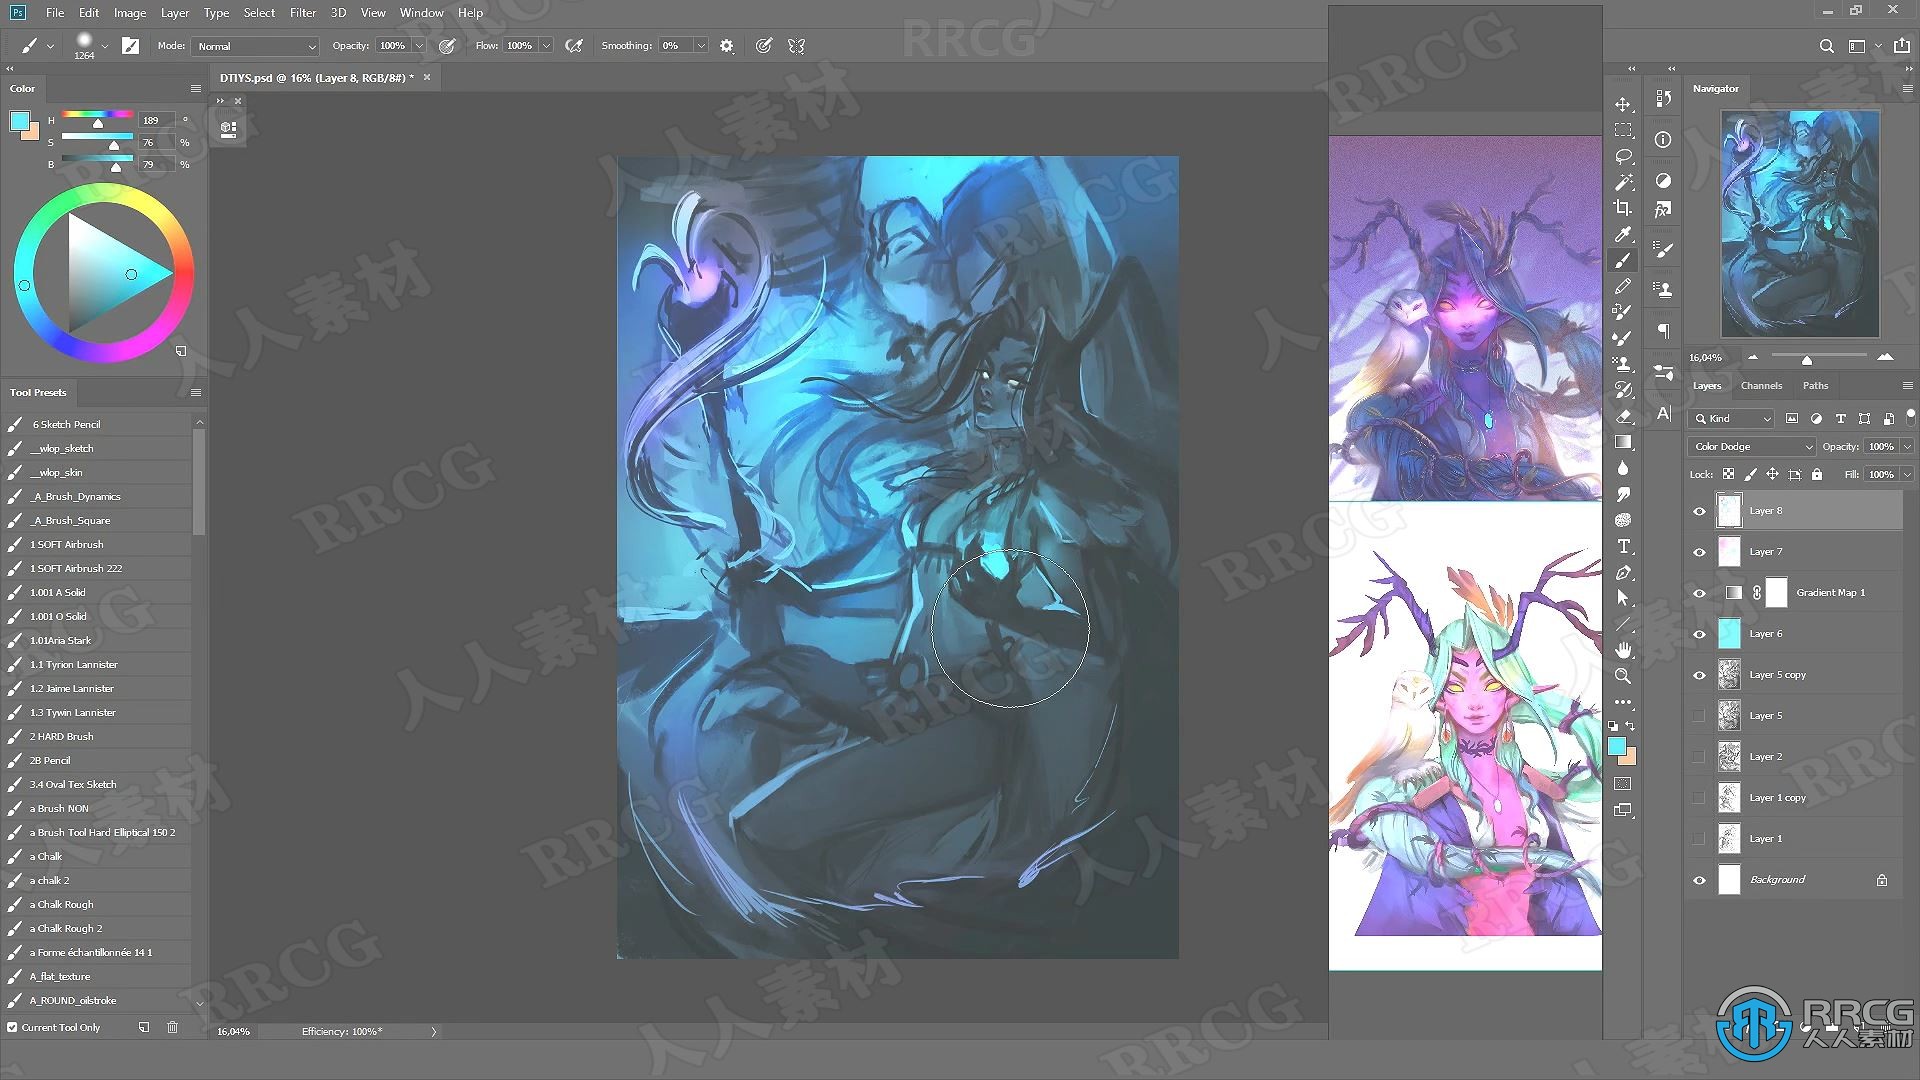 Ps File Edit Image Layer Type Select Filter 3D View Window Help
1264 Mode: Normal Opacity: 100% Flow: 100% Smoothing: 0%
Color
DTIYS.psd @ 16% (Layer 8, RGB/8#) *
H 189 °
S 76 %
B 79 %
Tool Presets
6 Sketch Pencil
__wlop_sketch
__wlop_skin
_A_Brush_Dynamics
_A_Brush_Square
1 SOFT Airbrush
1 SOFT Airbrush 222
1.001 A Solid
1.001 O Solid
1.01Aria Stark
1.1 Tyrion Lannister
1.2 Jaime Lannister
1.3 Tywin Lannister
2 HARD Brush
2B Pencil
3.4 Oval Tex Sketch
a Brush NON
a Brush Tool Hard Elliptical 150 2
a Chalk
a chalk 2
a Chalk Rough
a Chalk Rough 2
a Forme échantillonnée 14 1
A_flat_texture
A_ROUND_oilstroke
Current Tool Only
16,04% Efficiency: 100%*
Navigator
16,04%
Layers Channels Paths
Kind
Color Dodge Opacity: 100%
Lock: Fill: 100%
Layer 8
Layer 7
Gradient Map 1
Layer 6
Layer 5 copy
Layer 5
Layer 2
Layer 1 copy
Layer 1
Background
RRCG
人人素材